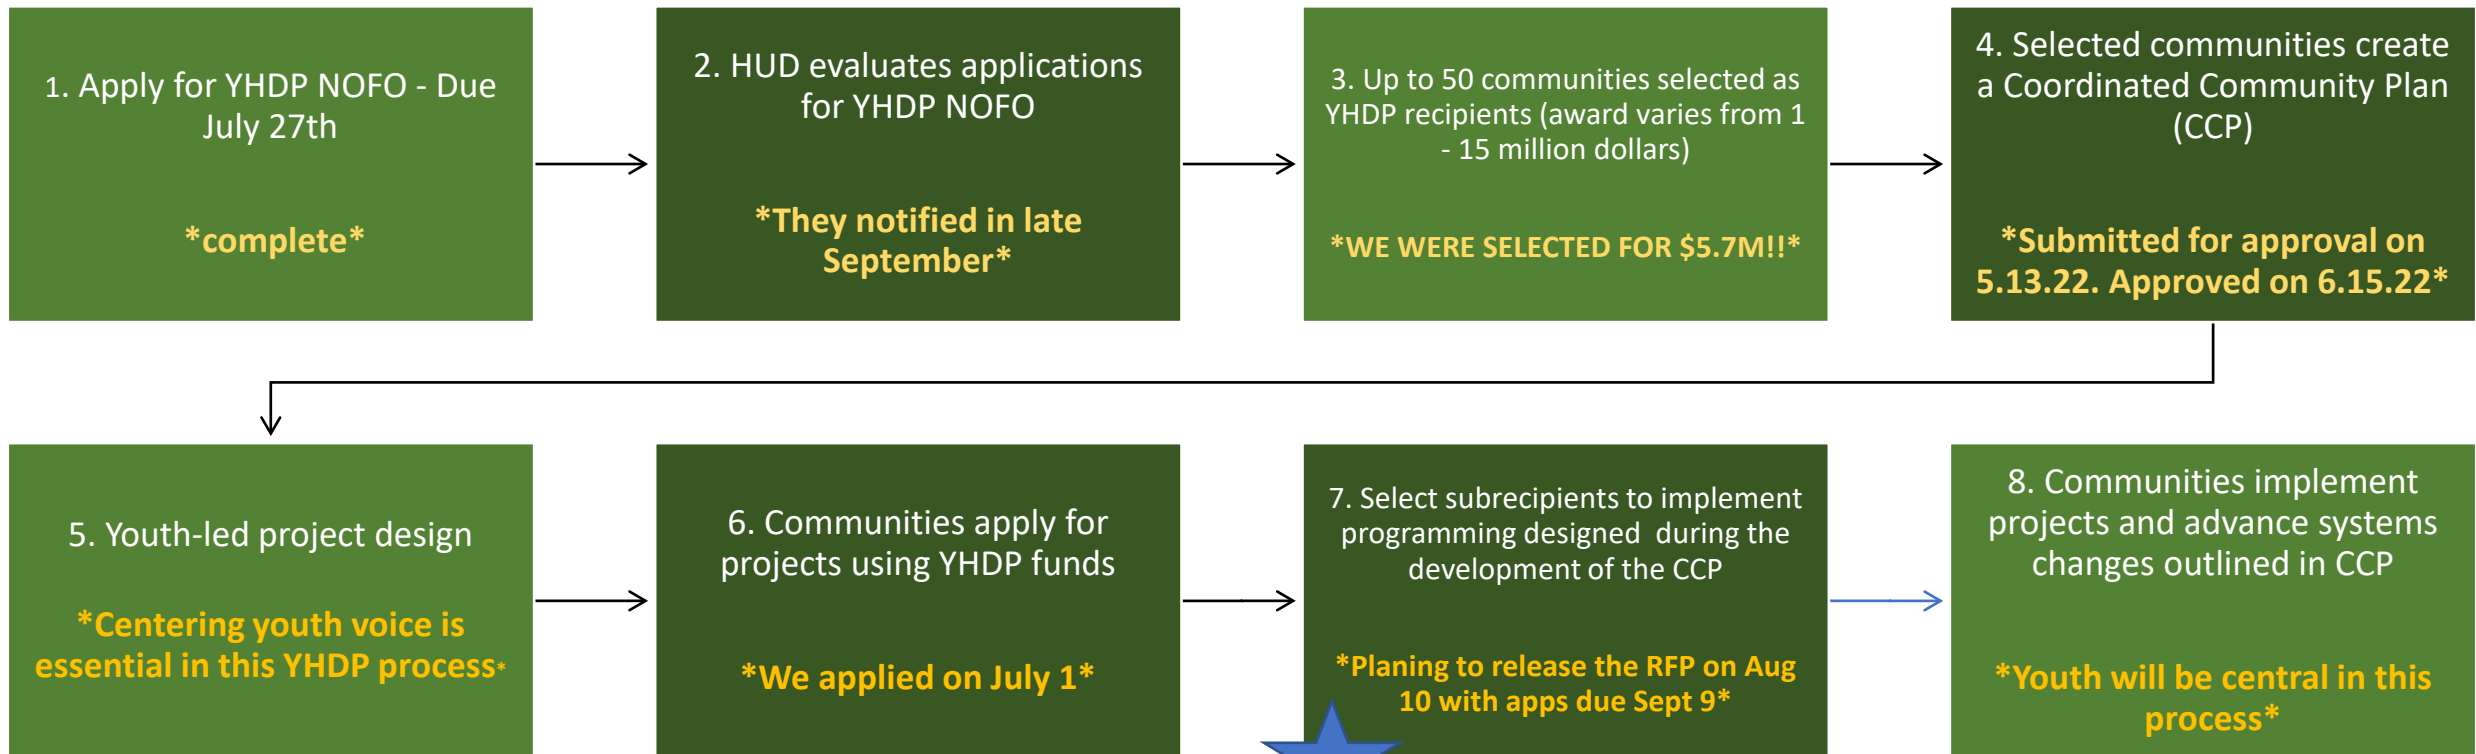 1. Apply for YHDP NOFO - Due
July 27th
*complete*
2. HUD evaluates applications
for YHDP NOFO
*They notified in late
September*
3. Up to 50 communities selected as
YHDP recipients (award varies from 1
- 15 million dollars)
*WE WERE SELECTED FOR $5.7M!!*
4. Selected communities create
a Coordinated Community Plan
(CCP)
*Submitted for approval on
5.13.22. Approved on 6.15.22*
5. Youth-led project design
*Centering youth voice is
essential in this YHDP process*
6. Communities apply for
projects using YHDP funds
*We applied on July 1*
7. Select subrecipients to implement
programming designed during the
development of the CCP
*Planing to release the RFP on Aug
10 with apps due Sept 9*
8. Communities implement
projects and advance systems
changes outlined in CCP
*Youth will be central in this
process*